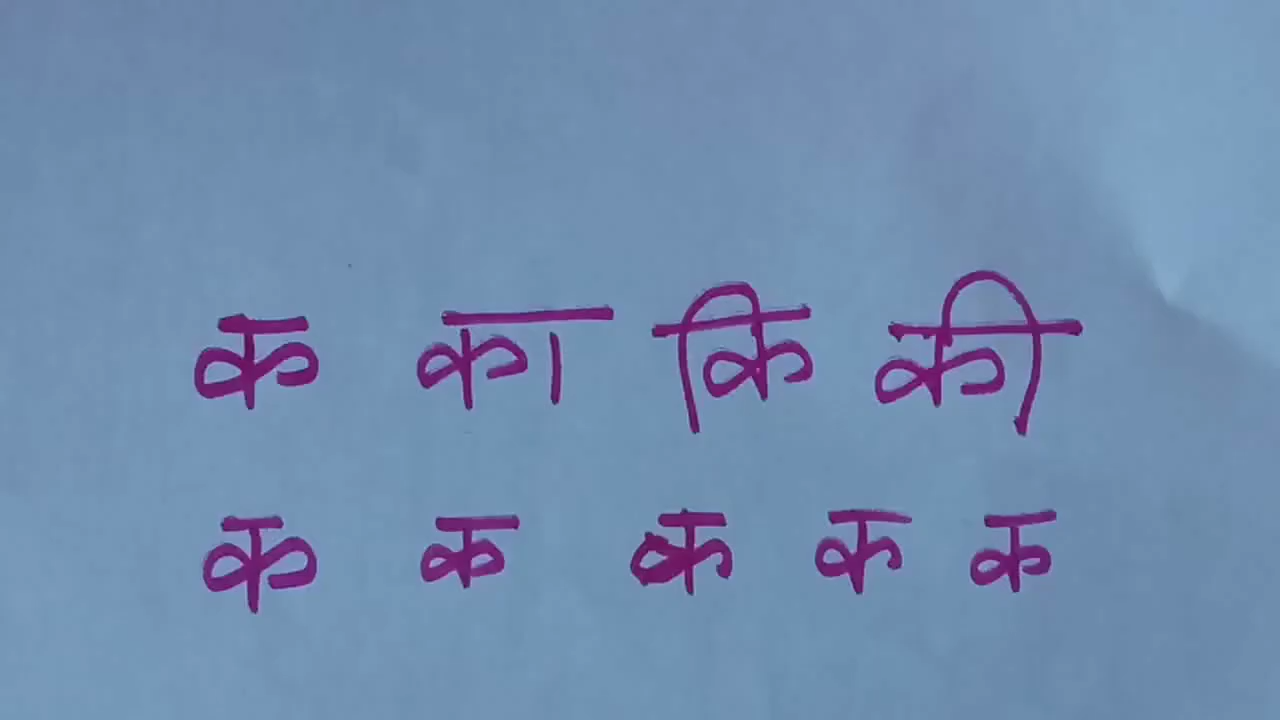 क का कि की
क क क क क